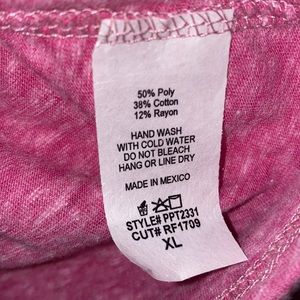 50% Poly
38% Cotton
12% Rayon
HAND WASH
WITH COLD WATER
DO NOT BLEACH
HANG OR LINE DRY
MADE IN MEXICO
STYLE# PPT2331
CUT# RF1709
XL